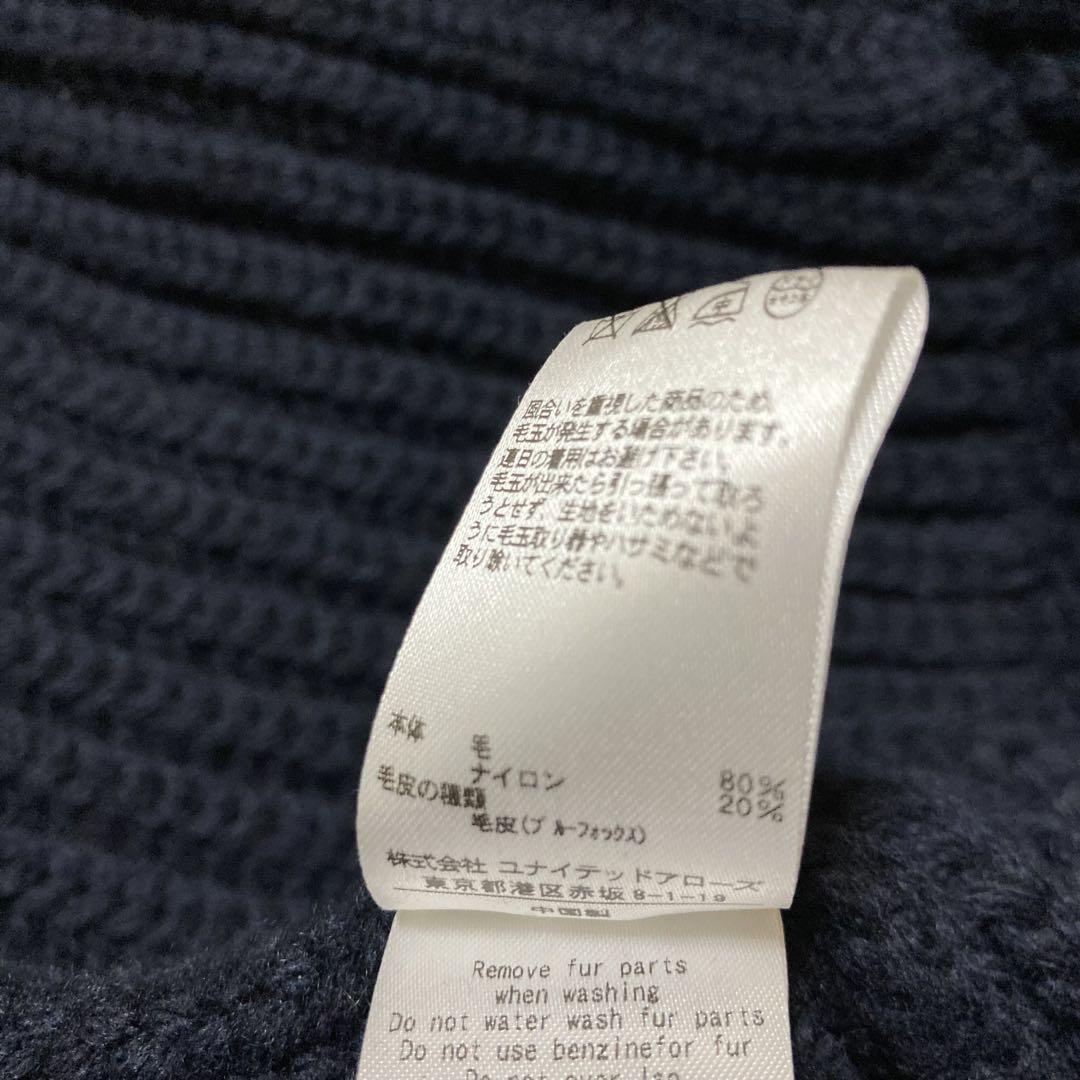 風合いを重視した商品のため、
毛玉が発生する場合があります。
連日の着用はお避け下さい。
毛玉が出来たら引っ張って取ろ
うとせず、生地をいためないよ
うに毛玉取り器やハサミなどで
取り除いてください。
本体 毛 80%
ナイロン 20%
毛皮の種類
毛皮(ブルーフォックス)
株式会社 ユナイテッドアローズ
東京都港区赤坂8-1-19
中国製
Remove fur parts
when washing
Do not water wash fur parts
Do not use benzinefor fur
Do not over Iso